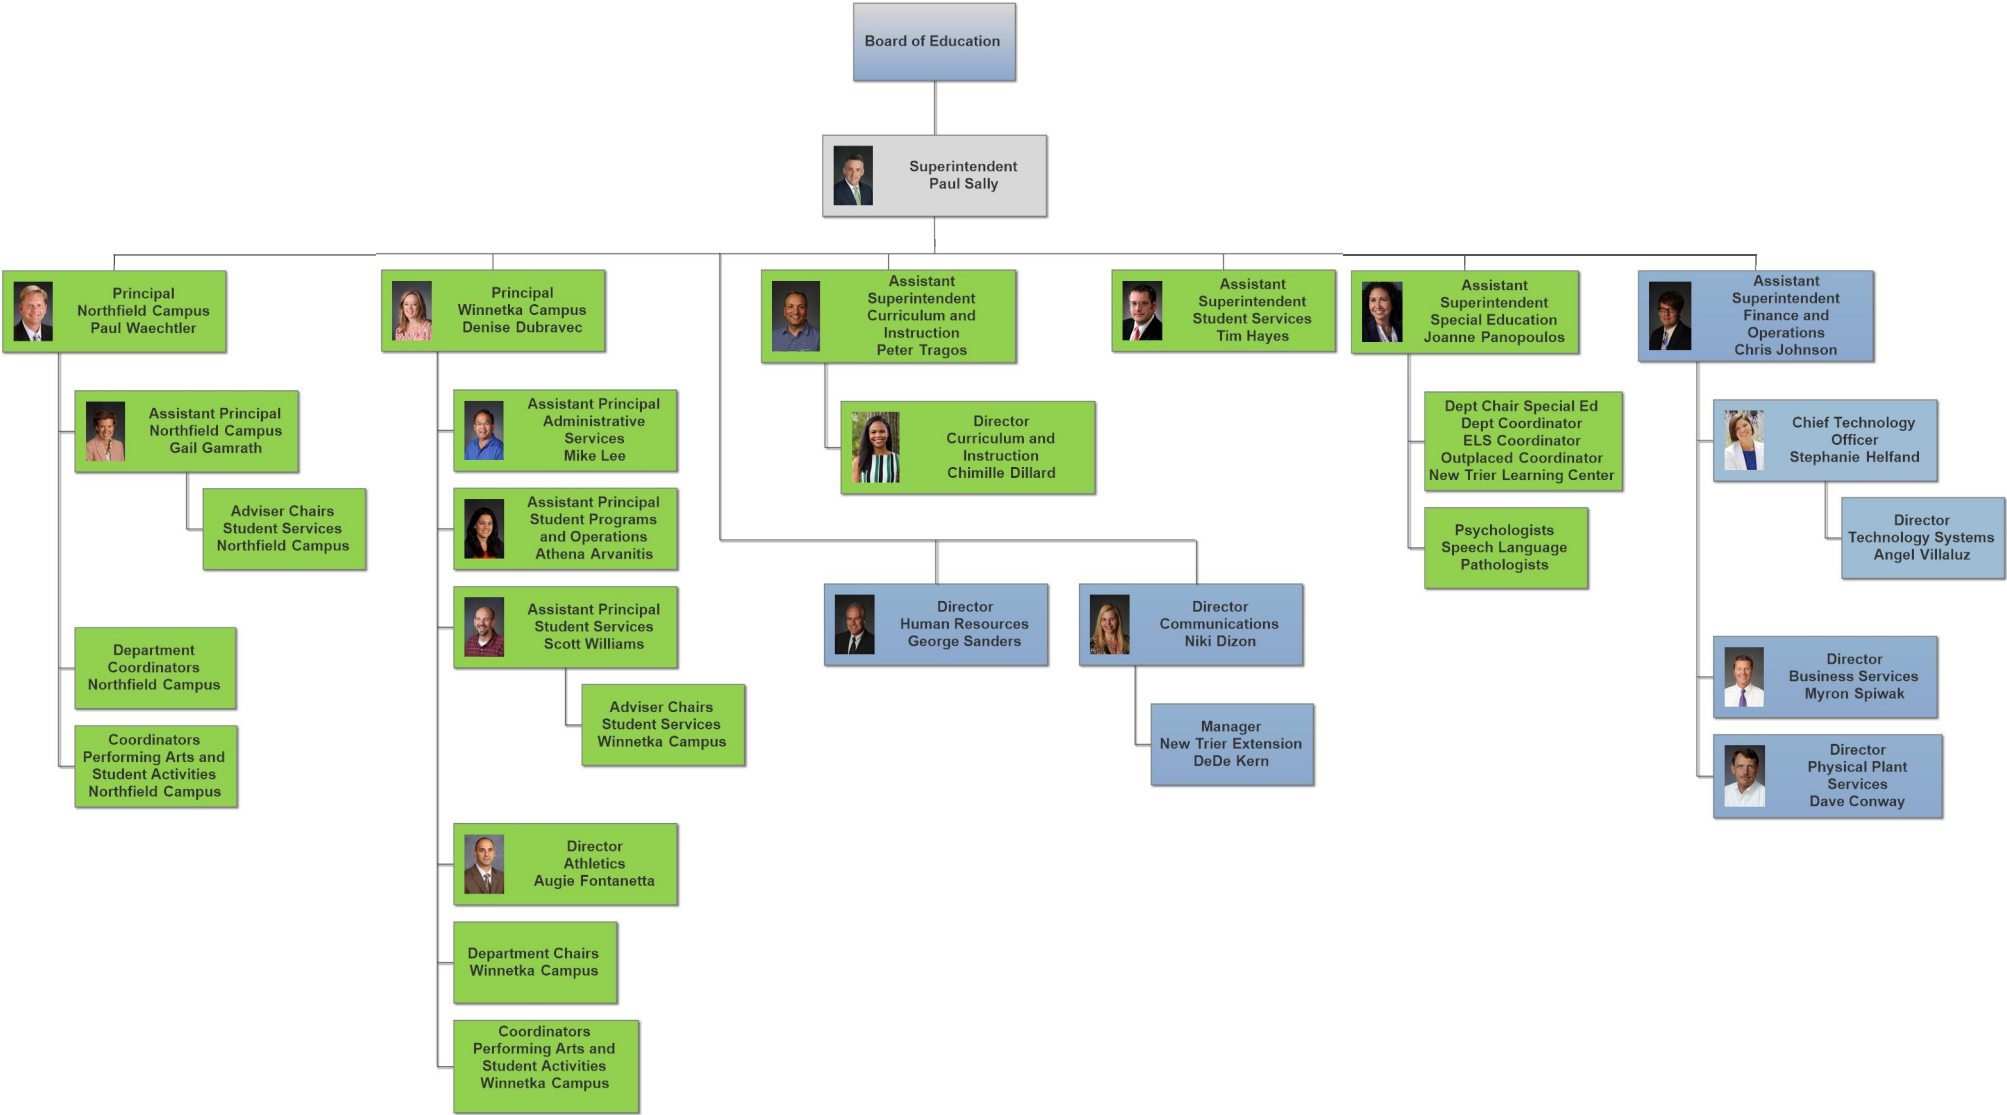 Board of Education
Superintendent
Paul Sally
Principal
Northfield Campus
Paul Waechtler
Assistant Principal
Northfield Campus
Gail Gamrath
Adviser Chairs
Student Services
Northfield Campus
Department
Coordinators
Northfield Campus
Coordinators
Performing Arts and
Student Activities
Northfield Campus
Principal
Winnetka Campus
Denise Dubravec
Assistant Principal
Administrative
Services
Mike Lee
Assistant Principal
Student Programs
and Operations
Athena Arvanitis
Assistant Principal
Student Services
Scott Williams
Adviser Chairs
Student Services
Winnetka Campus
Director
Athletics
Augie Fontanetta
Department Chairs
Winnetka Campus
Coordinators
Performing Arts and
Student Activities
Winnetka Campus
Assistant
Superintendent
Curriculum and
Instruction
Peter Tragos
Director
Curriculum and
Instruction
Chimille Dillard
Director
Human Resources
George Sanders
Director
Communications
Niki Dizon
Manager
New Trier Extension
DeDe Kern
Assistant
Superintendent
Student Services
Tim Hayes
Assistant
Superintendent
Special Education
Joanne Panopoulos
Dept Chair Special Ed
Dept Coordinator
ELS Coordinator
Outplaced Coordinator
New Trier Learning Center
Psychologists
Speech Language
Pathologists
Assistant
Superintendent
Finance and
Operations
Chris Johnson
Chief Technology
Officer
Stephanie Helfand
Director
Technology Systems
Angel Villaluz
Director
Business Services
Myron Spiwak
Director
Physical Plant
Services
Dave Conway